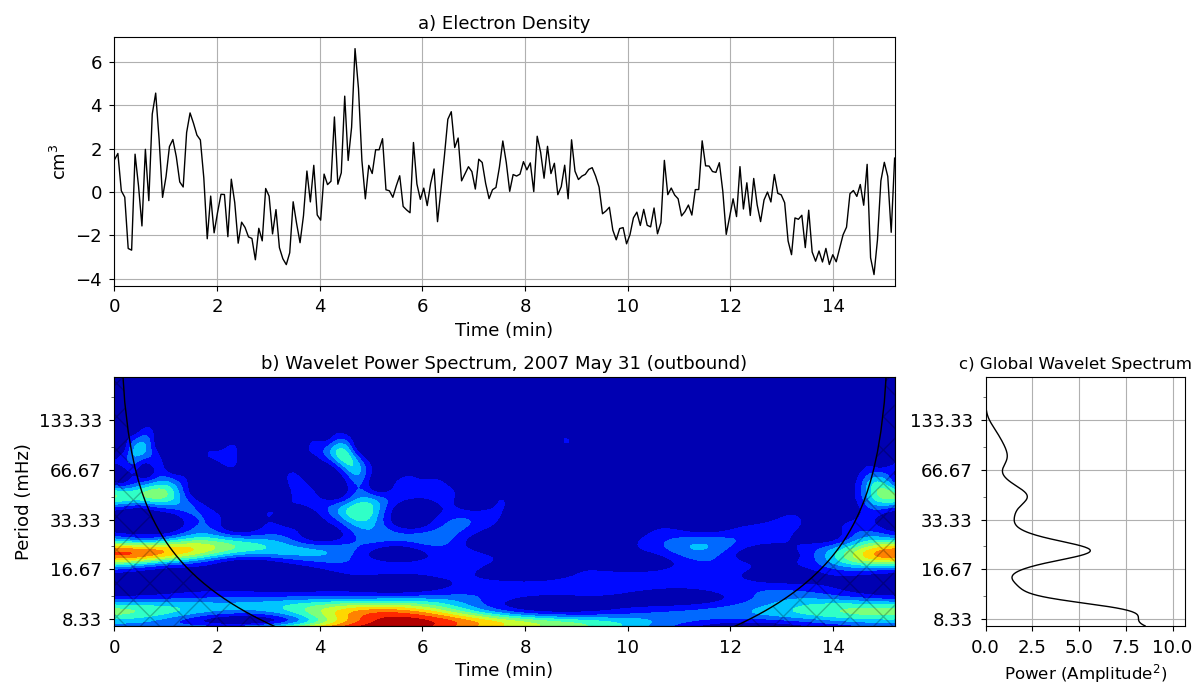 a) Electron Density
cm³
6
4
2
0
−2
−4
0 2 4 6 8 10 12 14
Time (min)
b) Wavelet Power Spectrum, 2007 May 31 (outbound)
Period (mHz)
133.33
66.67
33.33
16.67
8.33
0 2 4 6 8 10 12 14
Time (min)
c) Global Wavelet Spectrum
133.33
66.67
33.33
16.67
8.33
0.0 2.5 5.0 7.5 10.0
Power (Amplitude²)